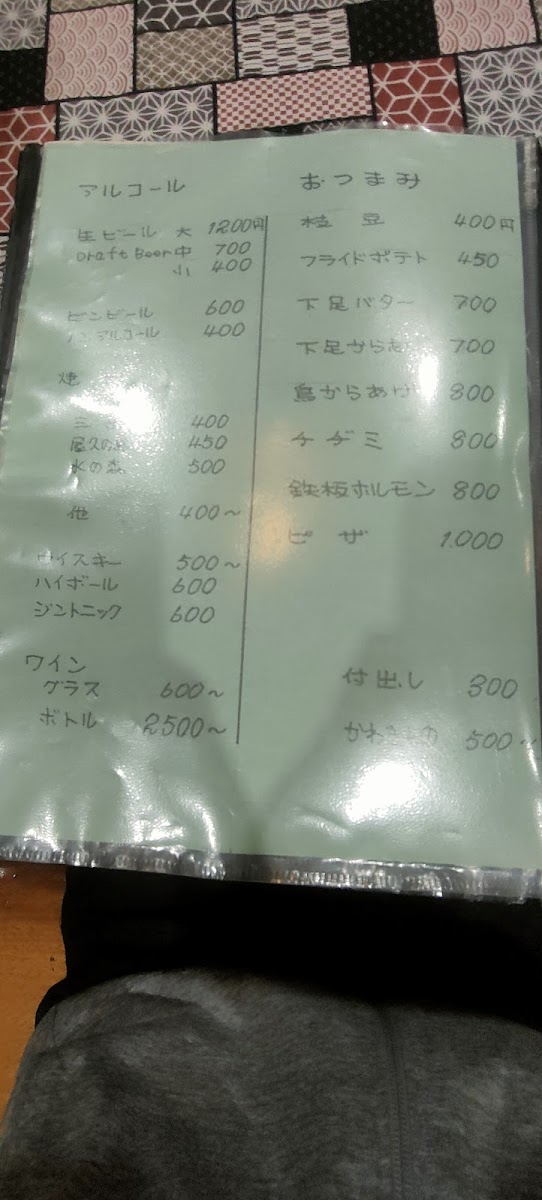 アルコール
生ビール 大 1200円
Draft Beer 中 700
小 400
ビンビール 600
ノンアルコール 400
焼
三 400
屋久の 450
水の森 500
他 400～
ウイスキー 500～
ハイボール 600
ジントニック 600
ワイン
グラス 600～
ボトル 2500～
おつまみ
枝豆 400円
フライドポテト 450
下足バター 700
下足からあげ 700
鳥からあげ 800
チヂミ 800
鉄板ホルモン 800
ピザ 1,000
付出し 300
500～